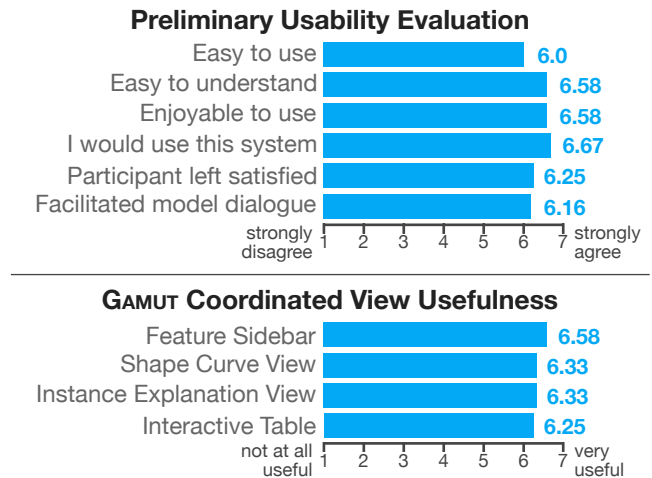 Preliminary Usability Evaluation
Easy to use 6.0
Easy to understand 6.58
Enjoyable to use 6.58
I would use this system 6.67
Participant left satisfied 6.25
Facilitated model dialogue 6.16
strongly disagree 1 2 3 4 5 6 7 strongly agree
GAMUT Coordinated View Usefulness
Feature Sidebar 6.58
Shape Curve View 6.33
Instance Explanation View 6.33
Interactive Table 6.25
not at all useful 1 2 3 4 5 6 7 very useful